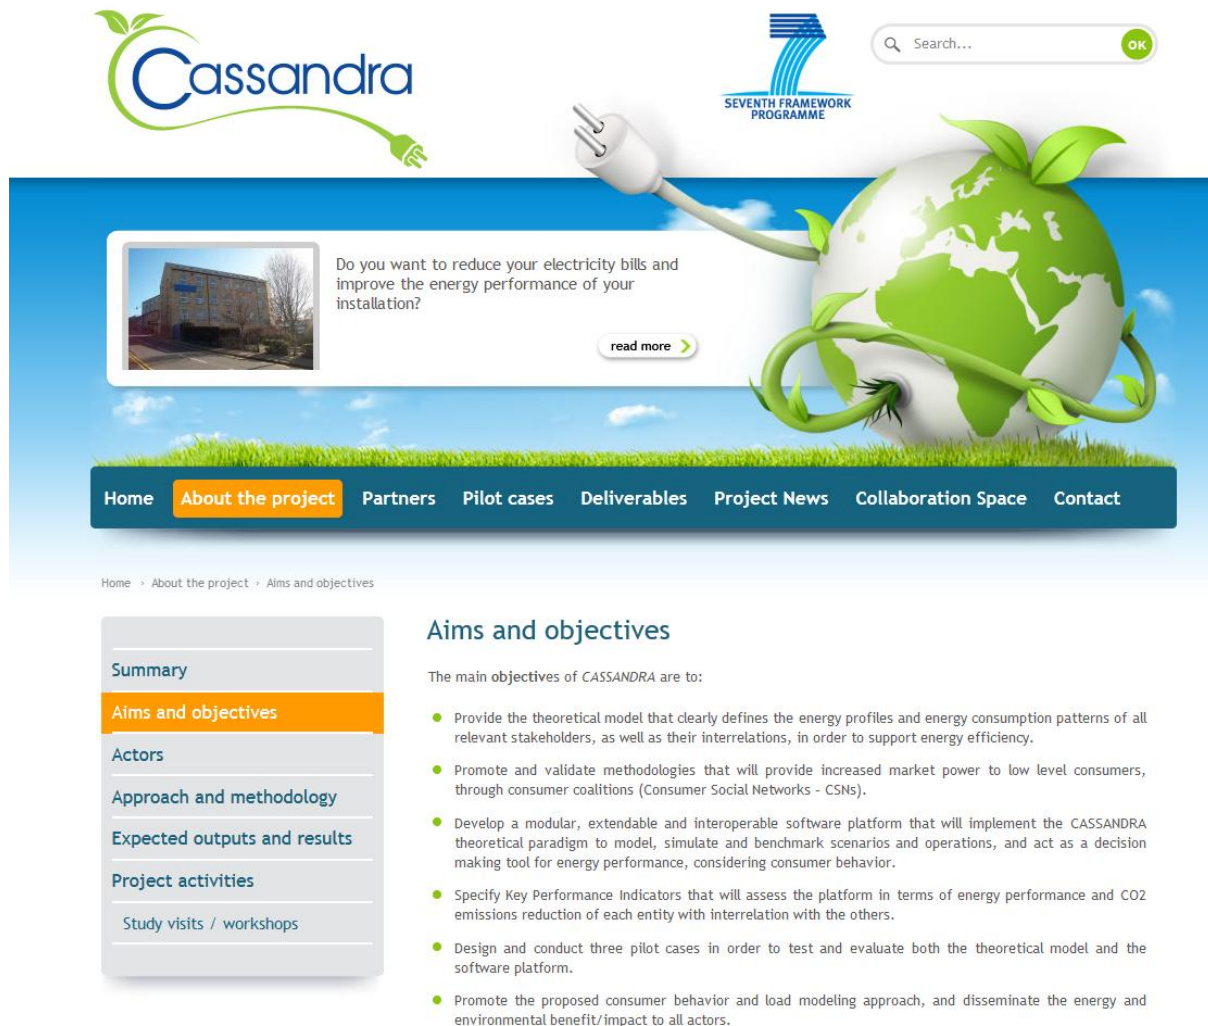 Cassandra
SEVENTH FRAMEWORK
PROGRAMME
Search...
OK
Do you want to reduce your electricity bills and
improve the energy performance of your
installation?
read more
Home About the project Partners Pilot cases Deliverables Project News Collaboration Space Contact
Home › About the project › Aims and objectives
Summary
Aims and objectives
Actors
Approach and methodology
Expected outputs and results
Project activities
Study visits / workshops
Aims and objectives
The main objectives of CASSANDRA are to:
Provide the theoretical model that clearly defines the energy profiles and energy consumption patterns of all
relevant stakeholders, as well as their interrelations, in order to support energy efficiency.
Promote and validate methodologies that will provide increased market power to low level consumers,
through consumer coalitions (Consumer Social Networks - CSNs).
Develop a modular, extendable and interoperable software platform that will implement the CASSANDRA
theoretical paradigm to model, simulate and benchmark scenarios and operations, and act as a decision
making tool for energy performance, considering consumer behavior.
Specify Key Performance Indicators that will assess the platform in terms of energy performance and CO2
emissions reduction of each entity with interrelation with the others.
Design and conduct three pilot cases in order to test and evaluate both the theoretical model and the
software platform.
Promote the proposed consumer behavior and load modeling approach, and disseminate the energy and
environmental benefit/impact to all actors.